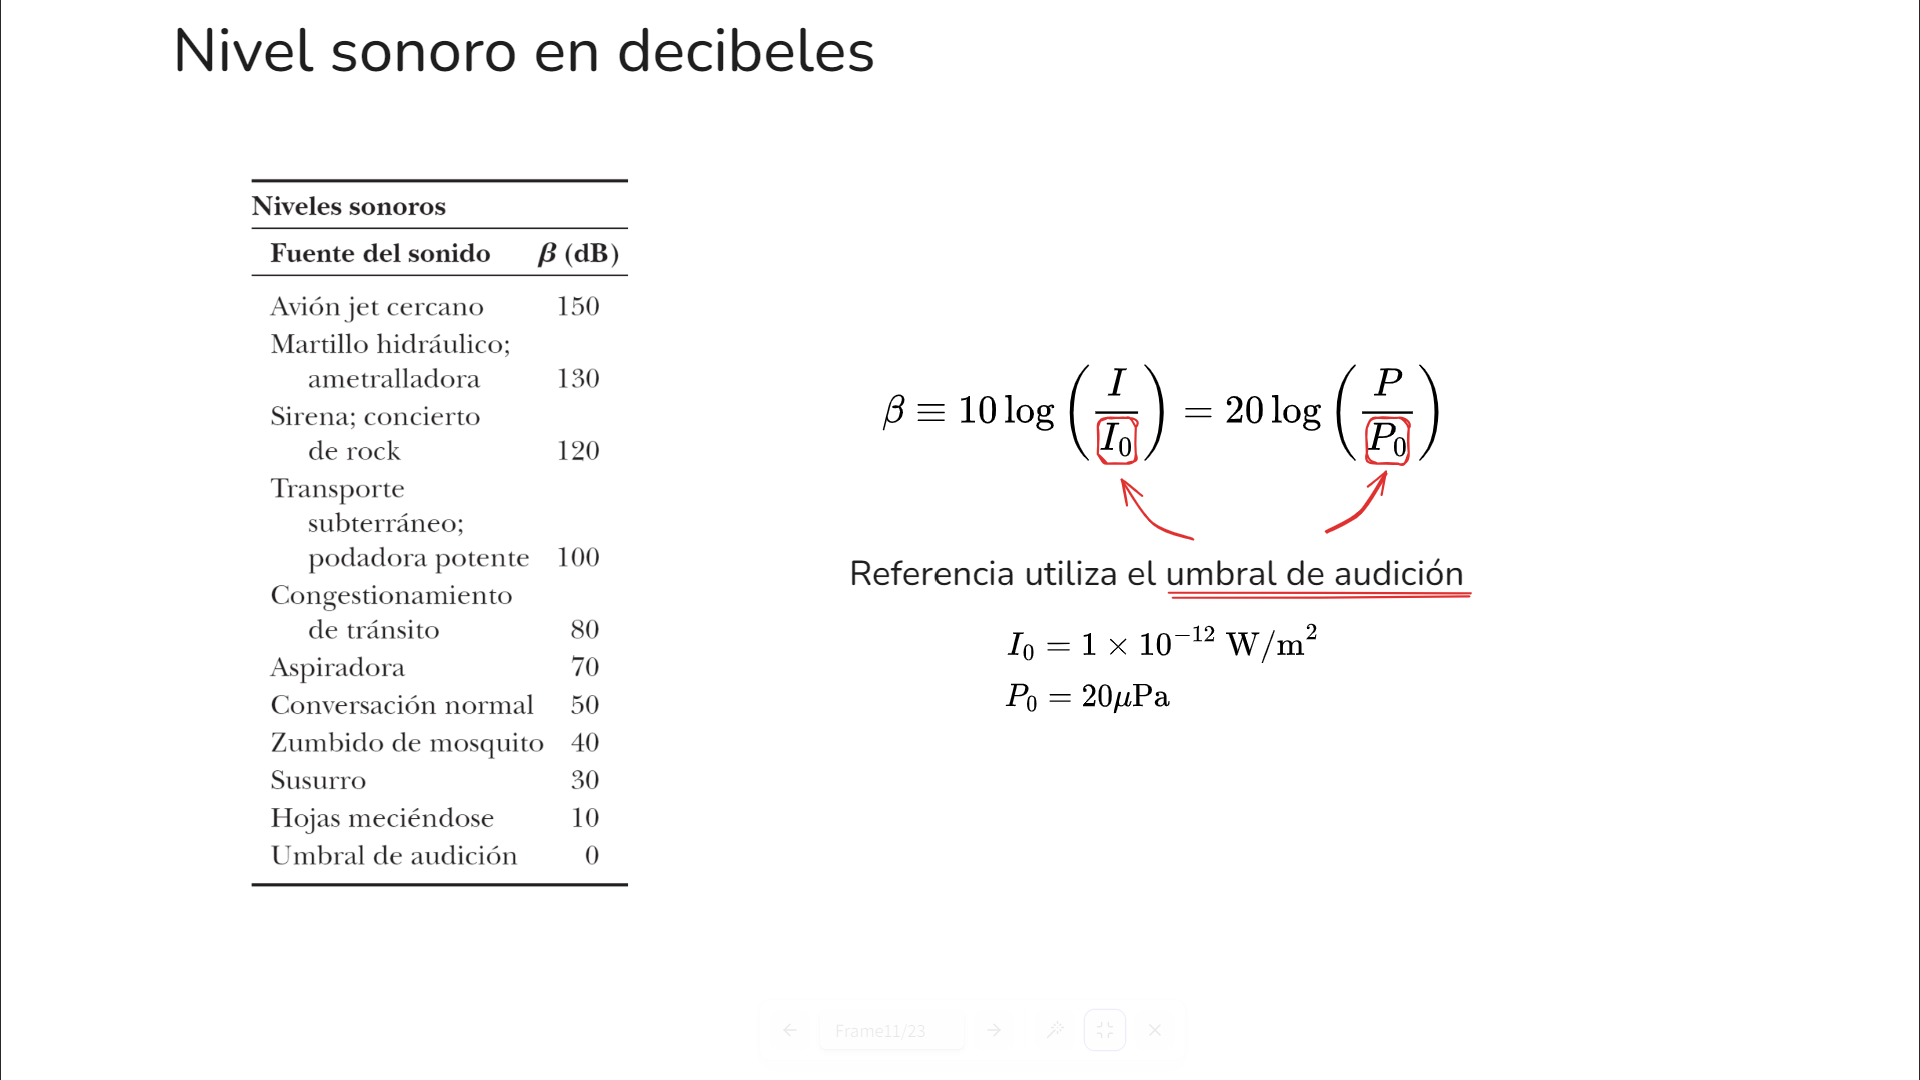 Nivel sonoro en decibeles
Niveles sonoros
Fuente del sonido β (dB)
Avión jet cercano 150
Martillo hidráulico;
ametralladora 130
Sirena; concierto
de rock 120
Transporte
subterráneo;
podadora potente 100
Congestionamiento
de tránsito 80
Aspiradora 70
Conversación normal 50
Zumbido de mosquito 40
Susurro 30
Hojas meciéndose 10
Umbral de audición 0
β ≡ 10 log (I/I₀) = 20 log (P/P₀)
Referencia utiliza el umbral de audición
I₀ = 1 × 10⁻¹² W/m²
P₀ = 20μPa
Frame11/23